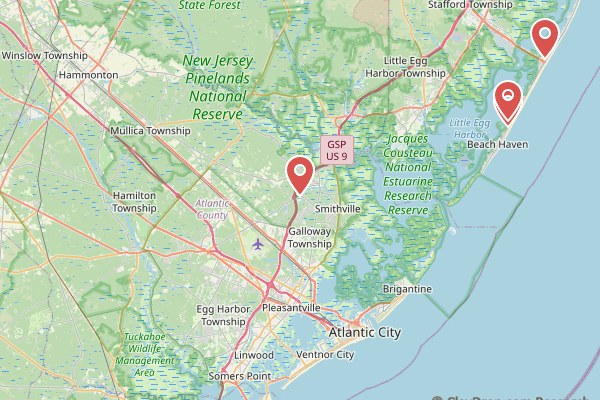 State Forest
Stafford Township
Winslow Township
Hammonton
New Jersey
Pinelands
National
Reserve
Little Egg
Harbor Township
Mullica Township
Little Egg
Harbor
Beach Haven
GSP
US 9
Jacques
Cousteau
National
Estuarine
Research
Reserve
Hamilton
Township
Atlantic
County
Smithville
Galloway
Township
Brigantine
Egg Harbor
Township
Pleasantville
Atlantic City
Tuckahoe
Wildlife
Management
Area
Linwood
Ventnor City
Somers Point